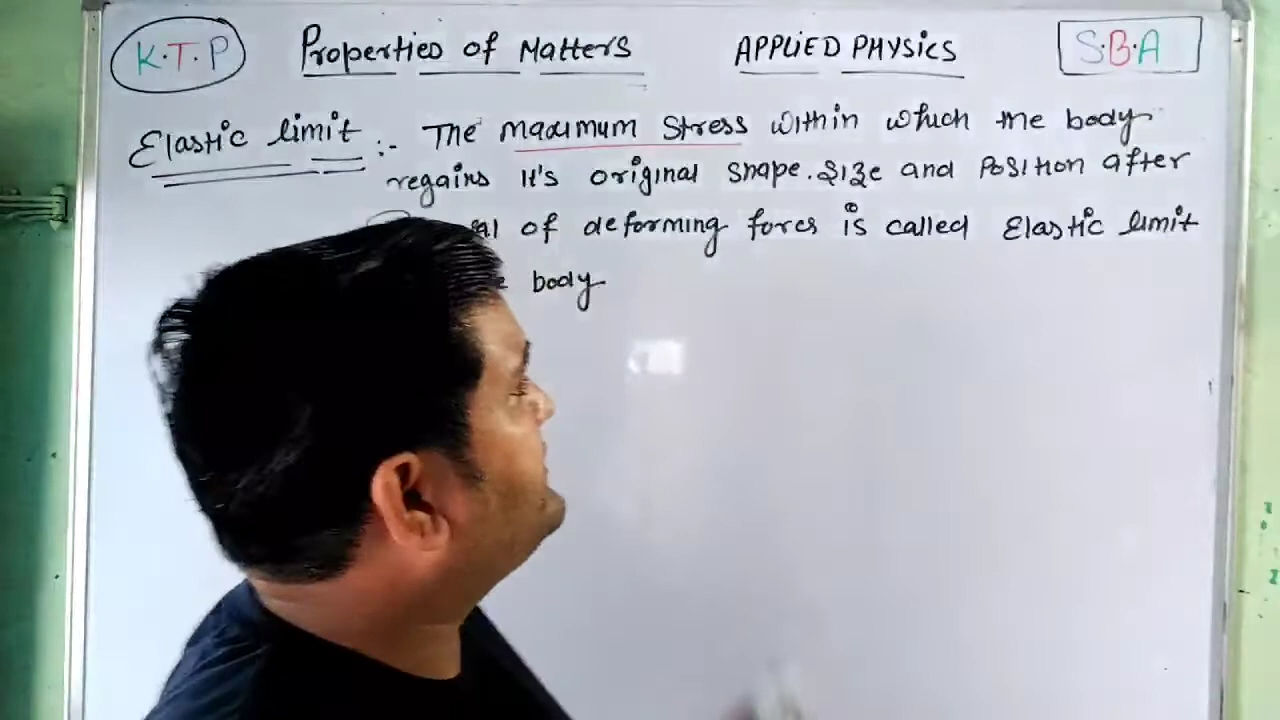 K.T.P Properties of Matters APPLIED PHYSICS S.B.A
Elastic limit :- The maximum stress within which the body
regains it's original shape. size and position after
of deforming forces is called Elastic limit
body